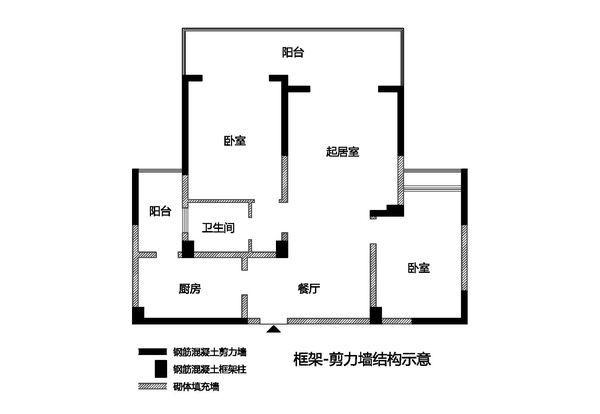 阳台
卧室
起居室
阳台
卫生间
卧室
厨房
餐厅
钢筋混凝土剪力墙
钢筋混凝土框架柱
砌体填充墙
框架-剪力墙结构示意